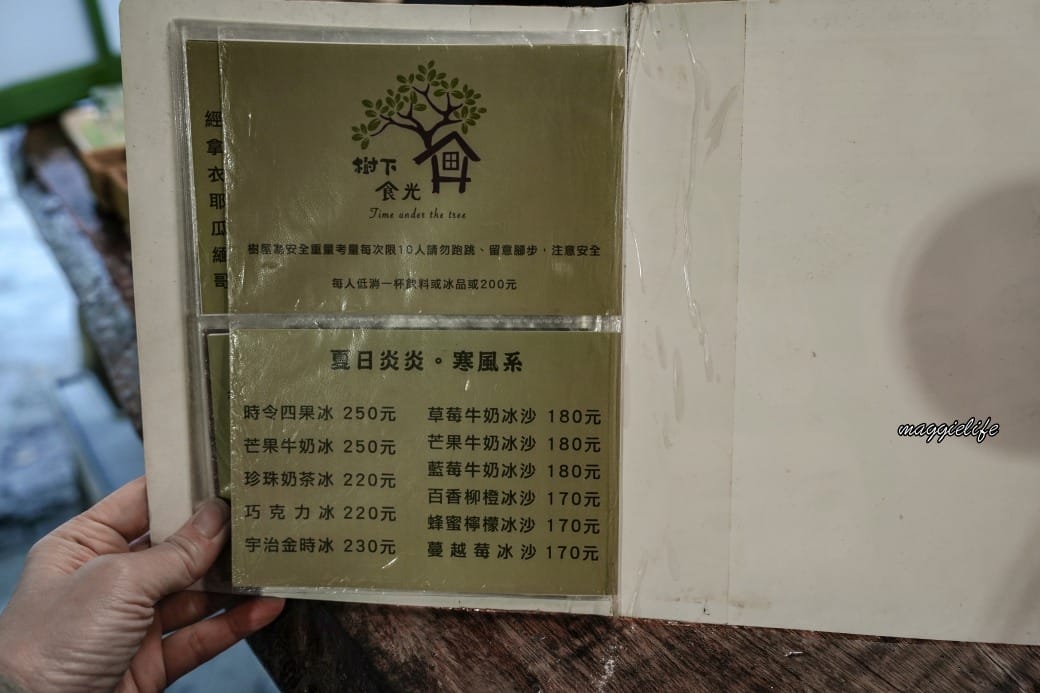 經
拿
衣
耶
瓜
緬
哥
樹下
食光
Time under the tree
樹屋為安全重量考量每次限10人請勿跑跳、留意腳步，注意安全
每人低消一杯飲料或冰品或200元
夏日炎炎。寒風系
時令四果冰 250元
芒果牛奶冰 250元
珍珠奶茶冰 220元
巧克力冰 220元
宇治金時冰 230元
草莓牛奶冰沙 180元
芒果牛奶冰沙 180元
藍莓牛奶冰沙 180元
百香柳橙冰沙 170元
蜂蜜檸檬冰沙 170元
蔓越莓冰沙 170元
maggielife